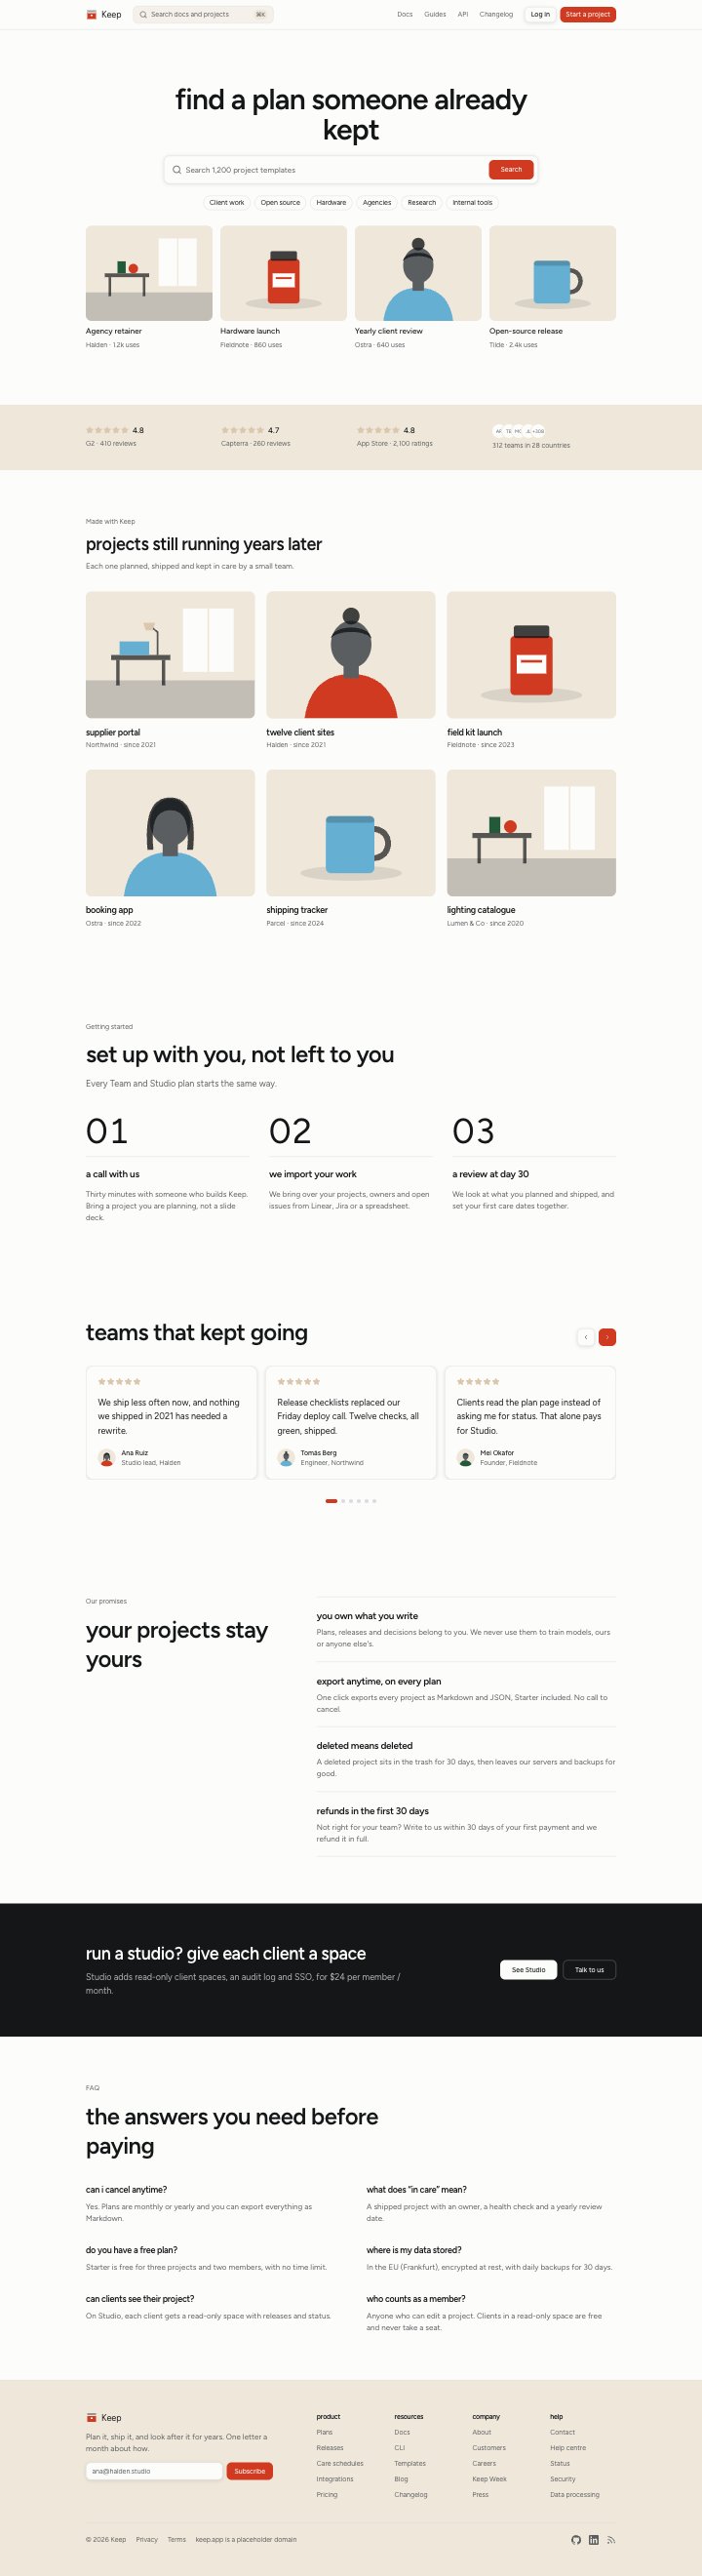 Keep
Search docs and projects
⌘K
Docs
Guides
API
Changelog
Log in
Start a project
find a plan someone already
kept
Search 1,200 project templates
Search
Client work
Open source
Hardware
Agencies
Research
Internal tools
Agency retainer
Halden · 1.2k uses
Hardware launch
Fieldnote · 860 uses
Yearly client review
Ostra · 640 uses
Open-source release
Tilde · 2.4k uses
4.8
G2 · 410 reviews
4.7
Capterra · 260 reviews
4.8
App Store · 2,100 ratings
+308
312 teams in 28 countries
Made with Keep
projects still running years later
Each one planned, shipped and kept in care by a small team.
supplier portal
Northwind · since 2021
twelve client sites
Halden · since 2021
field kit launch
Fieldnote · since 2023
booking app
Ostra · since 2022
shipping tracker
Parcel · since 2024
lighting catalogue
Lumen & Co · since 2020
Getting started
set up with you, not left to you
Every Team and Studio plan starts the same way.
01
a call with us
Thirty minutes with someone who builds Keep.
Bring a project you are planning, not a slide
deck.
02
we import your work
We bring over your projects, owners and open
issues from Linear, Jira or a spreadsheet.
03
a review at day 30
We look at what you planned and shipped, and
set your first care dates together.
teams that kept going
We ship less often now, and nothing
we shipped in 2021 has needed a
rewrite.
Ana Ruiz
Studio lead, Halden
Release checklists replaced our
Friday deploy call. Twelve checks, all
green, shipped.
Tomás Berg
Engineer, Northwind
Clients read the plan page instead of
asking me for status. That alone pays
for Studio.
Mei Okafor
Founder, Fieldnote
Our promises
your projects stay
yours
you own what you write
Plans, releases and decisions belong to you. We never use them to train models, ours
or anyone else's.
export anytime, on every plan
One click exports every project as Markdown and JSON, Starter included. No call to
cancel.
deleted means deleted
A deleted project sits in the trash for 30 days, then leaves our servers and backups for
good.
refunds in the first 30 days
Not right for your team? Write to us within 30 days of your first payment and we
refund it in full.
run a studio? give each client a space
Studio adds read-only client spaces, an audit log and SSO, for $24 per member /
month.
See Studio
Talk to us
FAQ
the answers you need before
paying
can i cancel anytime?
Yes. Plans are monthly or yearly and you can export everything as
Markdown.
what does “in care” mean?
A shipped project with an owner, a health check and a yearly review
date.
do you have a free plan?
Starter is free for three projects and two members, with no time limit.
where is my data stored?
In the EU (Frankfurt), encrypted at rest, with daily backups for 30 days.
can clients see their project?
On Studio, each client gets a read-only space with releases and status.
who counts as a member?
Anyone who can edit a project. Clients in a read-only space are free
and never take a seat.
Keep
Plan it, ship it, and look after it for years. One letter a
month about how.
ana@halden.studio
Subscribe
product
Plans
Releases
Care schedules
Integrations
Pricing
resources
Docs
CLI
Templates
Blog
Changelog
company
About
Customers
Careers
Keep Week
Press
help
Contact
Help centre
Status
Security
Data processing
© 2026 Keep
Privacy
Terms
keep.app is a placeholder domain